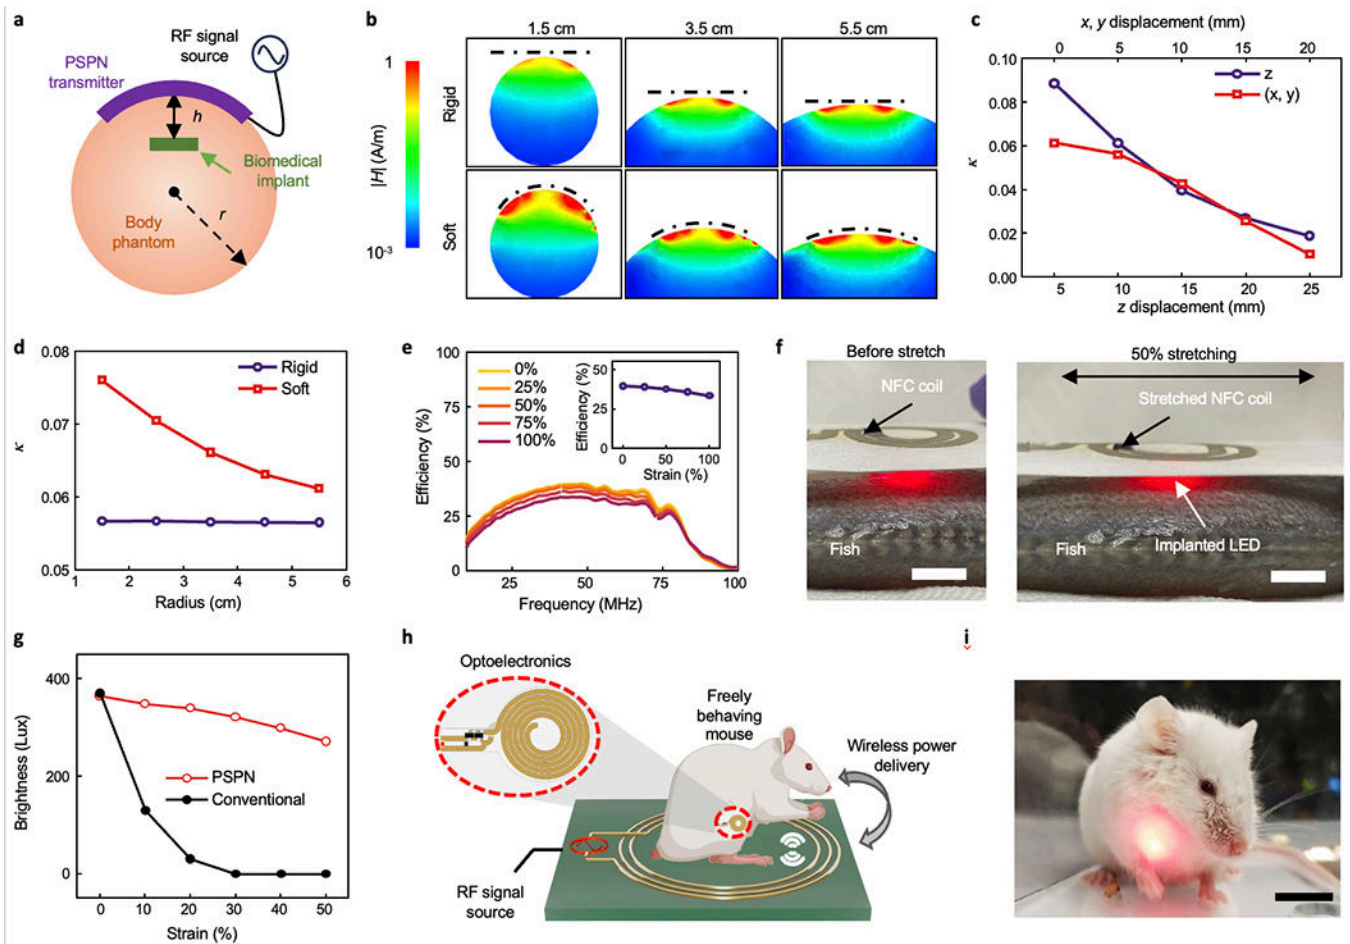 a
PSPN
transmitter
RF signal
source
h
Biomedical
implant
Body
phantom
r
b
1.5 cm
3.5 cm
5.5 cm
Rigid
Soft
1
|H| (A/m)
10⁻³
c
x, y displacement (mm)
0 5 10 15 20
0.10
0.08
0.06
0.04
0.02
0.00
κ
z
(x, y)
5 10 15 20 25
z displacement (mm)
d
0.08
0.07
0.06
0.05
κ
Rigid
Soft
1 2 3 4 5 6
Radius (cm)
e
100
75
50
25
0
Efficiency (%)
0%
25%
50%
75%
100%
50
25
0
Efficiency (%)
0 50 100
Strain (%)
25 50 75 100
Frequency (MHz)
f
Before stretch
NFC coil
Fish
50% stretching
Stretched NFC coil
Fish
Implanted LED
g
400
200
0
Brightness (Lux)
PSPN
Conventional
0 10 20 30 40 50
Strain (%)
h
Optoelectronics
Freely
behaving
mouse
Wireless power
delivery
RF signal
source
i